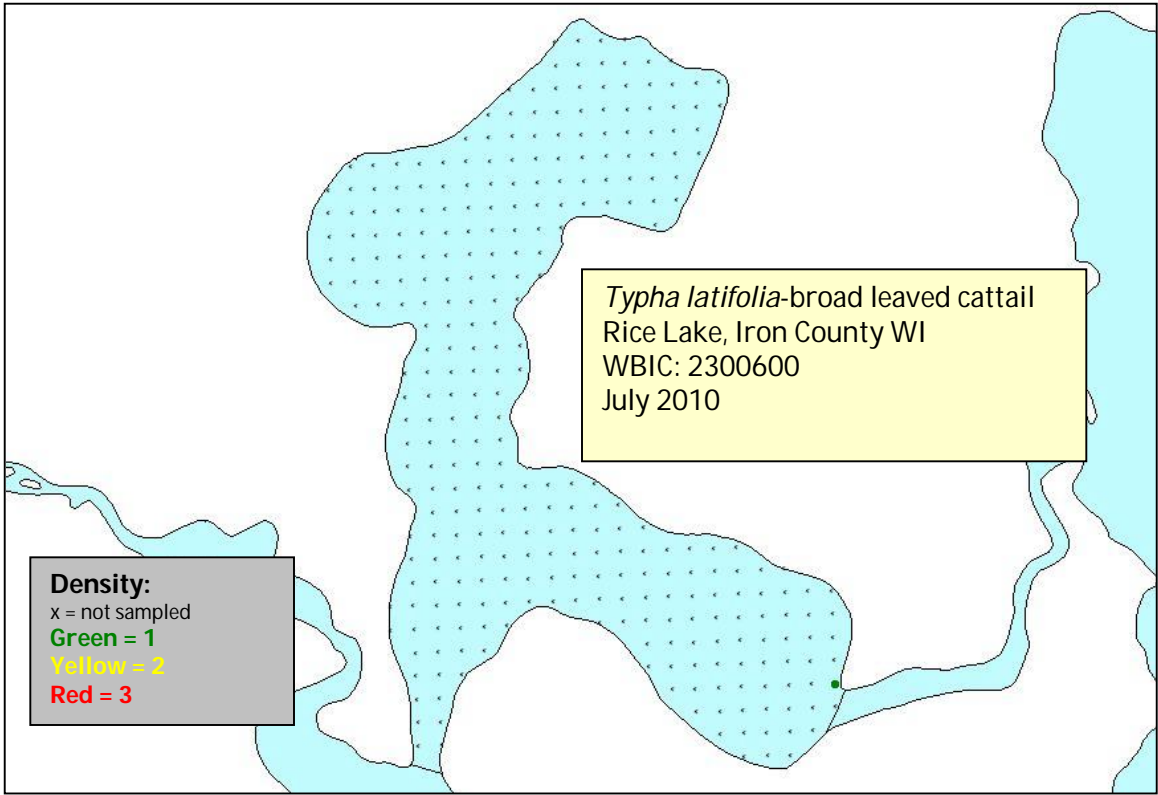 Typha latifolia-broad leaved cattail
Rice Lake, Iron County WI
WBIC: 2300600
July 2010
Density:
x = not sampled
Green = 1
Yellow = 2
Red = 3